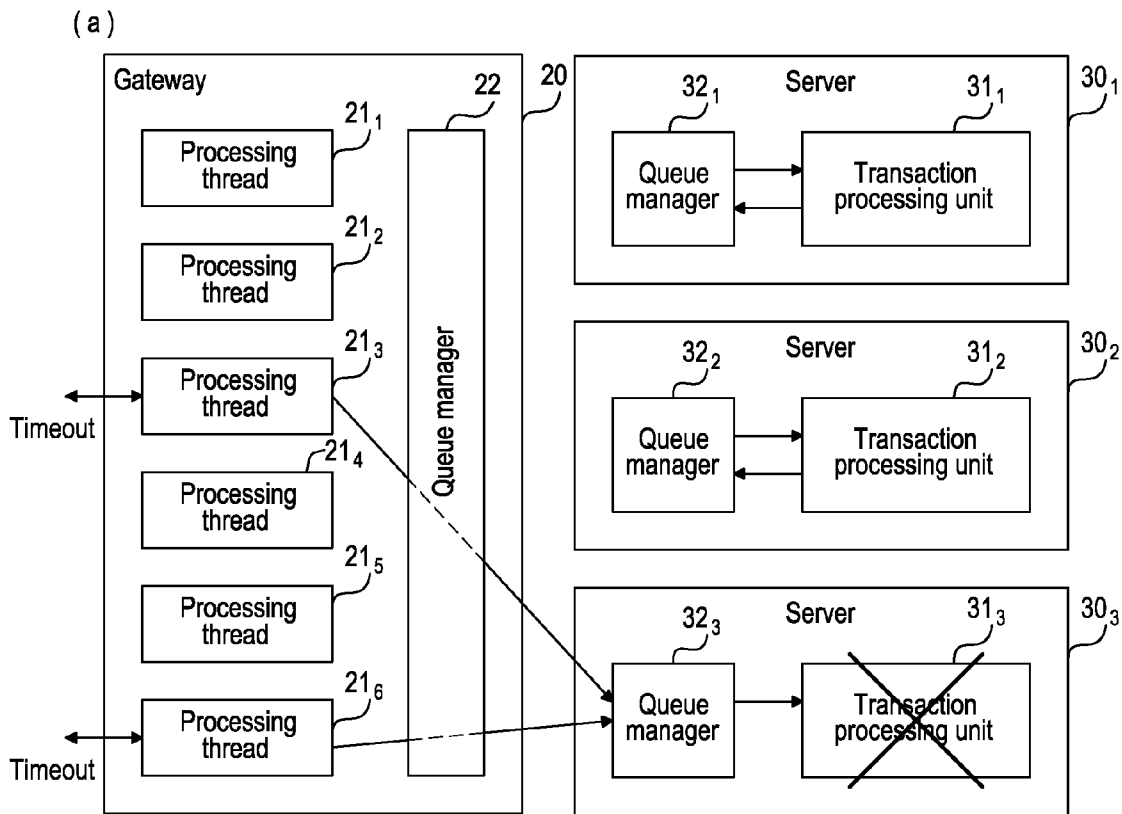 (a)
Gateway
20
22
Processing
thread
21₁
Processing
thread
21₂
Processing
thread
21₃
Timeout
Processing
thread
21₄
Processing
thread
21₅
Processing
thread
21₆
Timeout
Queue manager
Server
30₁
32₁
31₁
Queue
manager
Transaction
processing unit
Server
30₂
32₂
31₂
Queue
manager
Transaction
processing unit
Server
30₃
32₃
31₃
Queue
manager
Transaction
processing unit